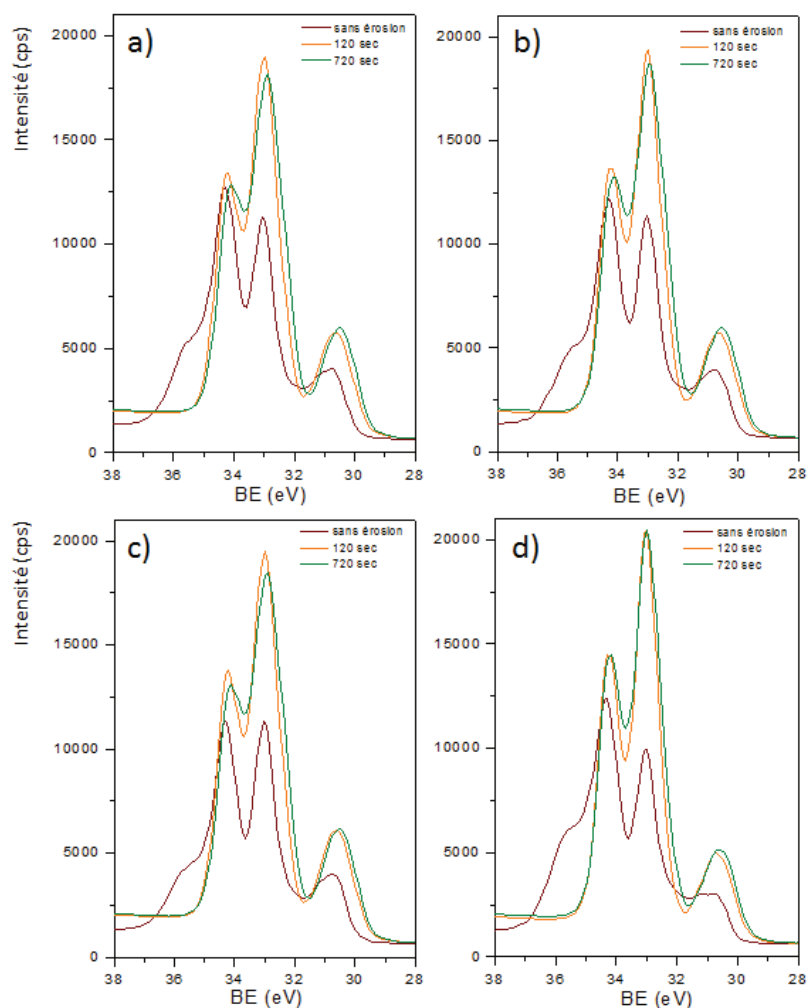 a)
sans érosion
120 sec
720 sec
Intensité (cps)
20000
15000
10000
5000
0
38 36 34 32 30 28
BE (eV)
b)
sans érosion
120 sec
720 sec
20000
15000
10000
5000
0
38 36 34 32 30 28
BE (eV)
c)
sans érosion
120 sec
720 sec
Intensité (cps)
20000
15000
10000
5000
0
38 36 34 32 30 28
BE (eV)
d)
sans érosion
120 sec
720 sec
20000
15000
10000
5000
0
38 36 34 32 30 28
BE (eV)